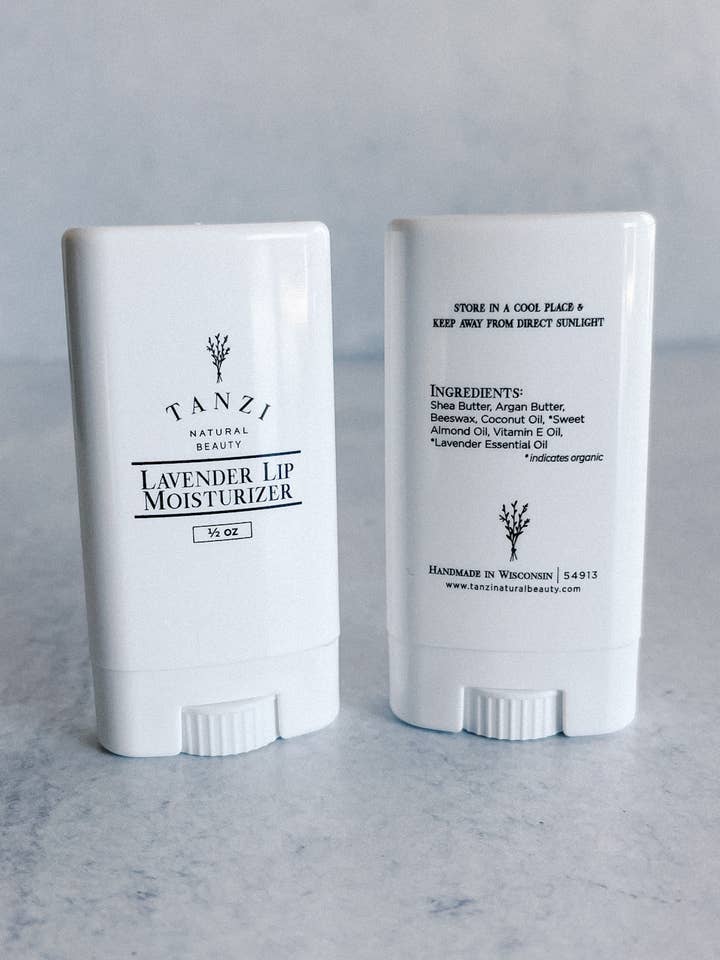 TANZI
NATURAL
BEAUTY
LAVENDER LIP
MOISTURIZER
½ OZ
STORE IN A COOL PLACE &
KEEP AWAY FROM DIRECT SUNLIGHT
INGREDIENTS:
Shea Butter, Argan Butter,
Beeswax, Coconut Oil, *Sweet
Almond Oil, Vitamin E Oil,
*Lavender Essential Oil
*indicates organic
HANDMADE IN WISCONSIN | 54913
www.tanzinaturalbeauty.com